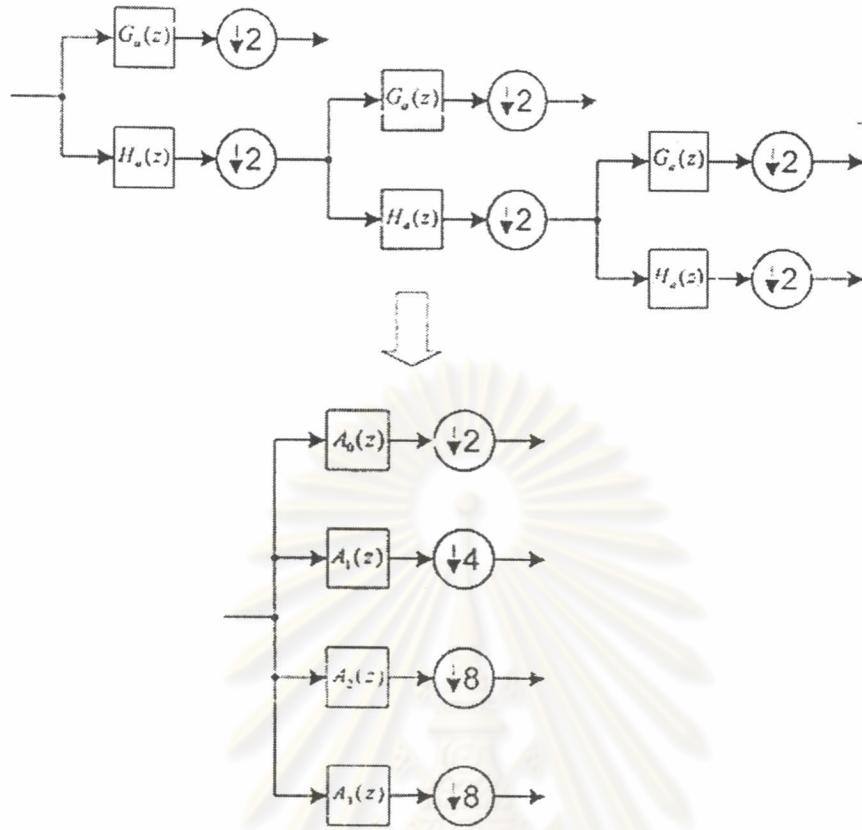 G_a(z) ↓2
G_a(z) ↓2
H_a(z) ↓2
G_a(z) ↓2
H_a(z) ↓2
H_a(z) ↓2
A_0(z) ↓2
A_1(z) ↓4
A_2(z) ↓8
A_3(z) ↓8